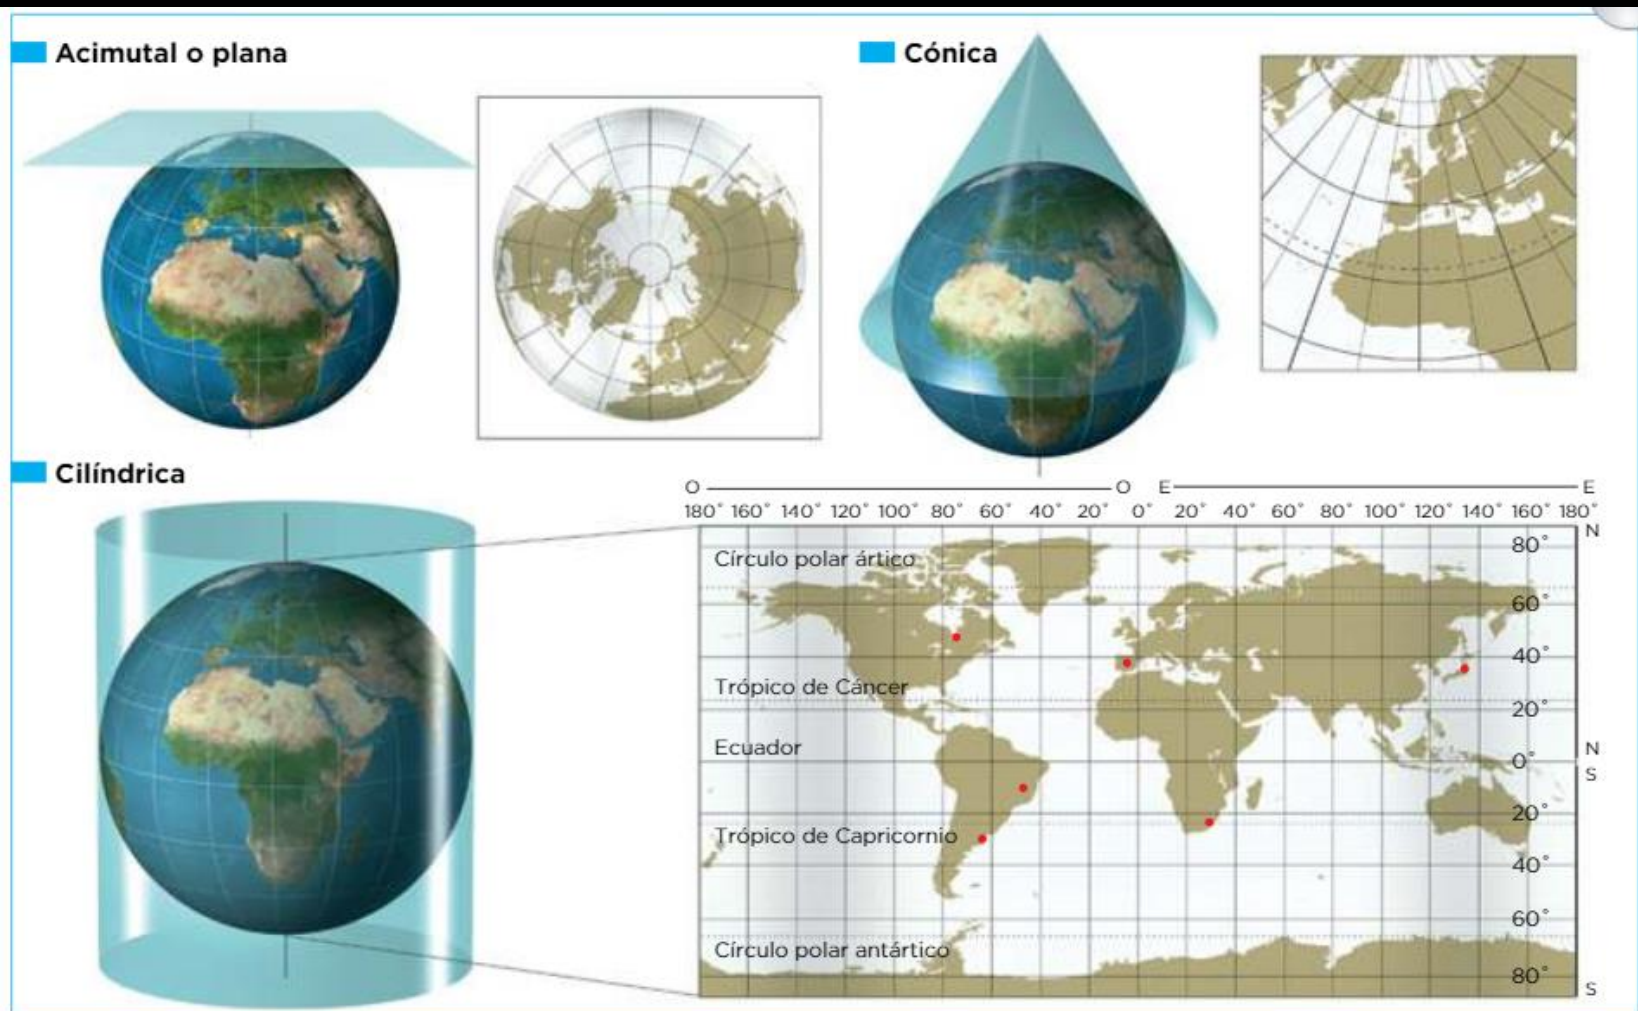 Acimutal o plana
Cónica
Cilíndrica
O O E E
180° 160° 140° 120° 100° 80° 60° 40° 20° 0° 20° 40° 60° 80° 100° 120° 140° 160° 180°
N
80°
Círculo polar ártico
60°
40°
Trópico de Cáncer
20°
Ecuador
N
0°
S
20°
Trópico de Capricornio
40°
60°
Círculo polar antártico
80°
S